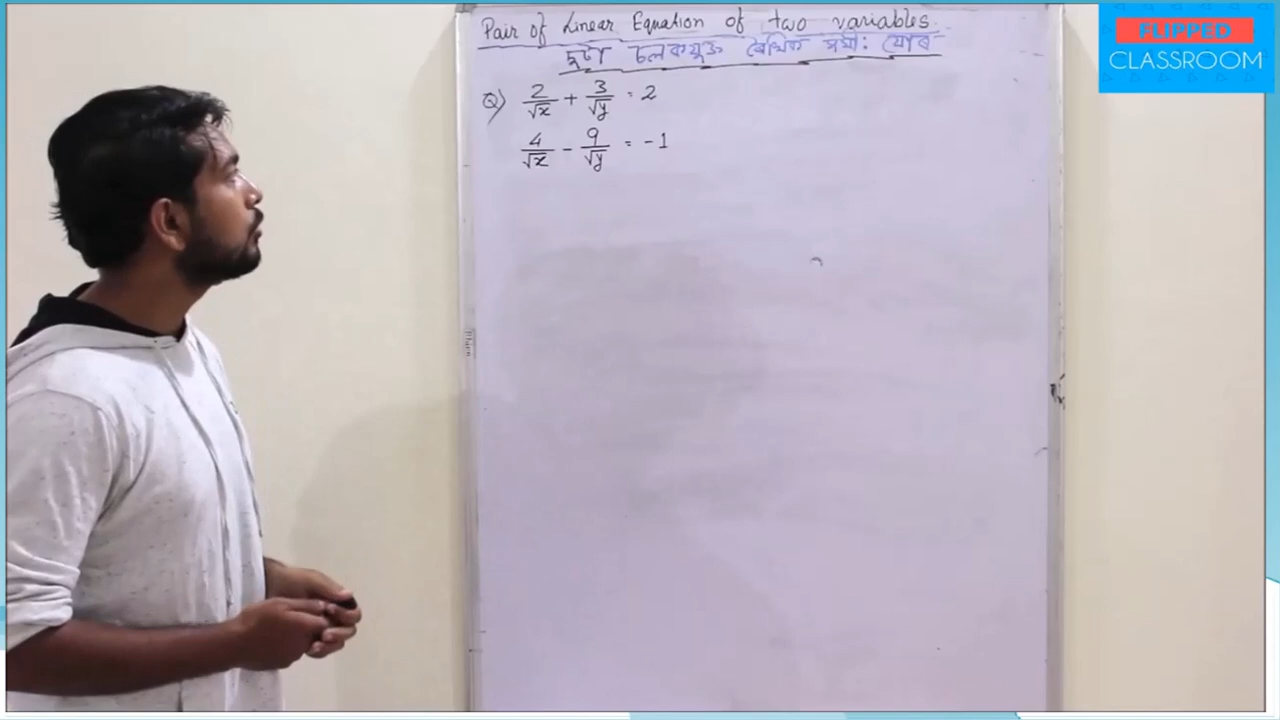 Pair of Linear Equation of two variables.
দুটা চলকযুক্ত ৰৈখিক সমী: যোৰ
Q) 2/√x + 3/√y = 2
4/√x - 9/√y = -1
FLIPPED
CLASSROOM